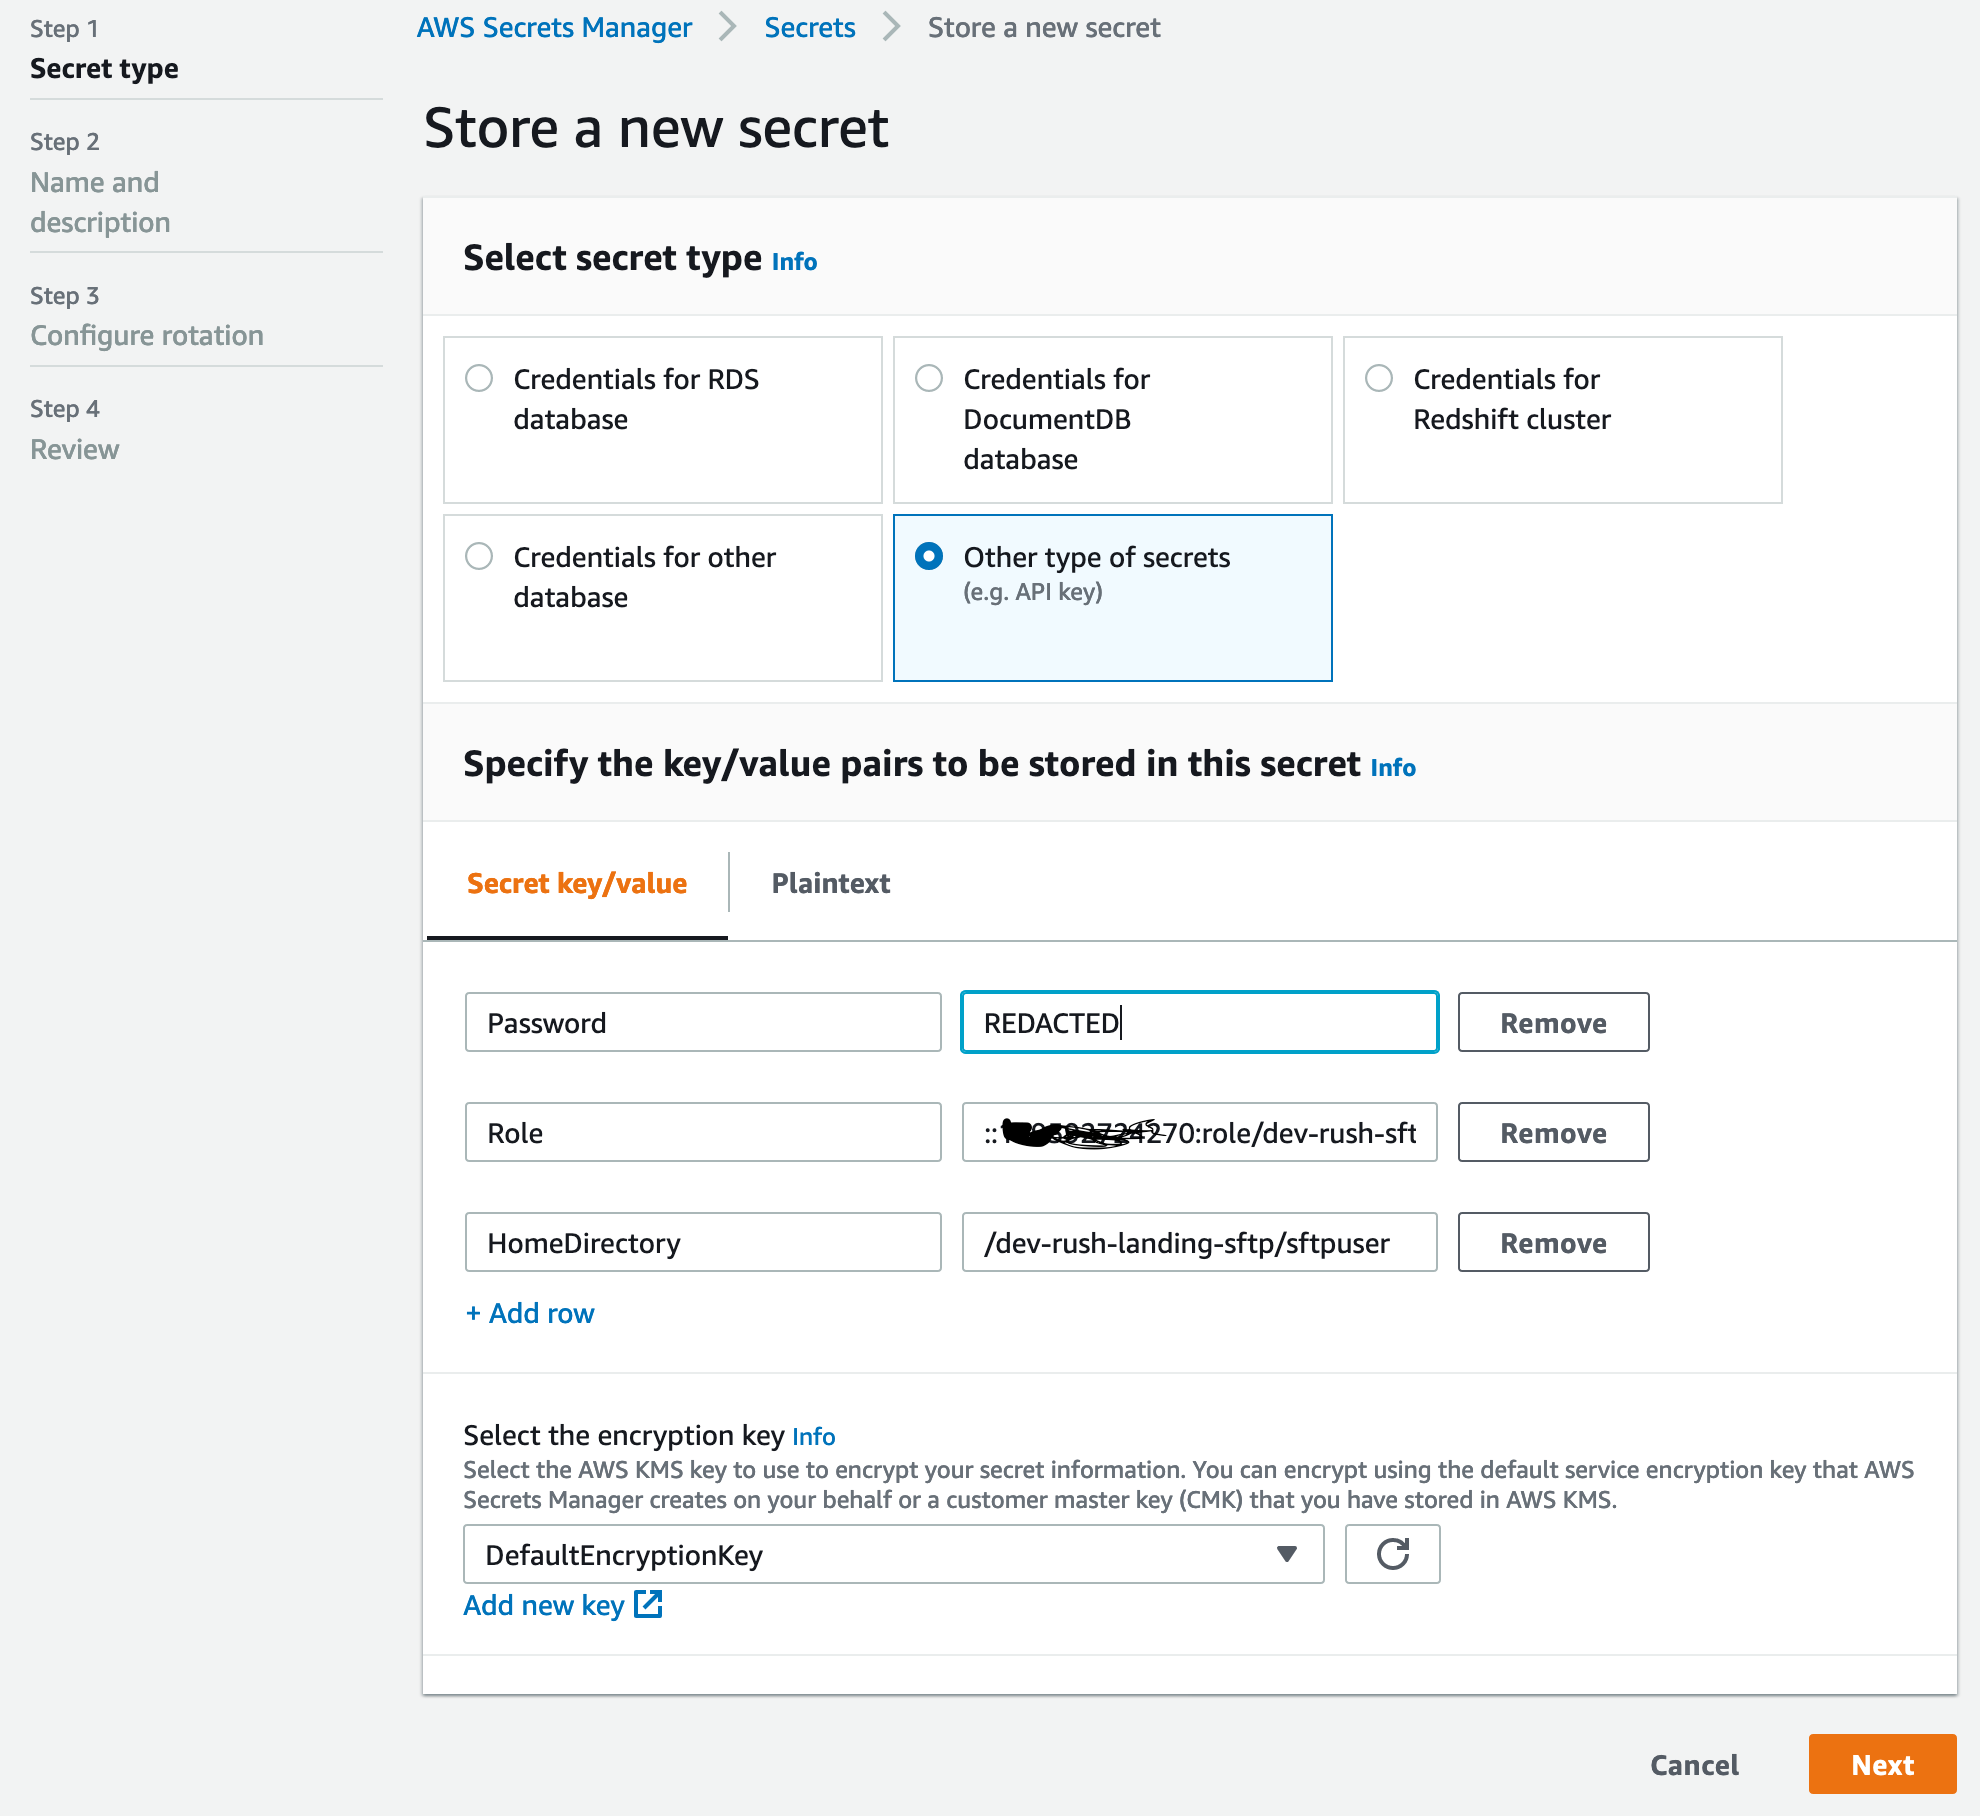 Step 1
Secret type
Step 2
Name and
description
Step 3
Configure rotation
Step 4
Review
AWS Secrets Manager > Secrets > Store a new secret
Store a new secret
Select secret type Info
Credentials for RDS
database
Credentials for
DocumentDB
database
Credentials for
Redshift cluster
Credentials for other
database
Other type of secrets
(e.g. API key)
Specify the key/value pairs to be stored in this secret Info
Secret key/value
Plaintext
Password
REDACTED
Remove
Role
:role/dev-rush-sft
Remove
HomeDirectory
/dev-rush-landing-sftp/sftpuser
Remove
+ Add row
Select the encryption key Info
Select the AWS KMS key to use to encrypt your secret information. You can encrypt using the default service encryption key that AWS
Secrets Manager creates on your behalf or a customer master key (CMK) that you have stored in AWS KMS.
DefaultEncryptionKey
Add new key
Cancel
Next